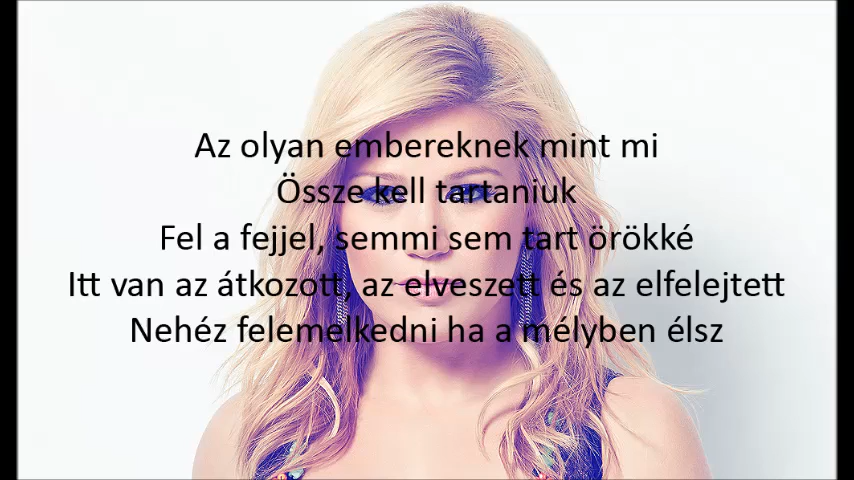 Az olyan embereknek mint mi
Össze kell tartaniuk
Fel a fejjel, semmi sem tart örökké
Itt van az átkozott, az elveszett és az elfelejtett
Nehéz felemelkedni ha a mélyben élsz